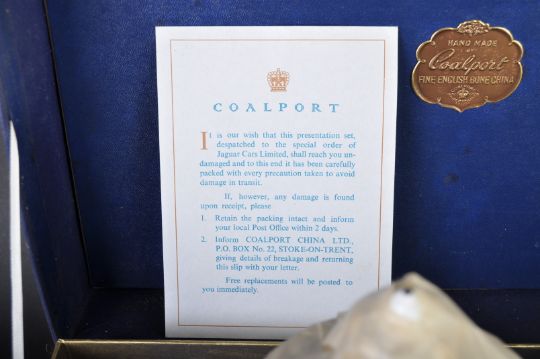 COALPORT
It is our wish that this presentation set,
despatched to the special order of
Jaguar Cars Limited, shall reach you un-
damaged and to this end it has been carefully
packed with every precaution taken to avoid
damage in transit.
If, however, any damage is found
upon receipt, please
1. Retain the packing intact and inform
your local Post Office within 2 days.
2. Inform COALPORT CHINA LTD.,
P.O. BOX No. 22, STOKE-ON-TRENT,
giving details of breakage and returning
this slip with your letter.
Free replacements will be posted to
you immediately.
HAND MADE
BY
Coalport
FINE ENGLISH BONE CHINA